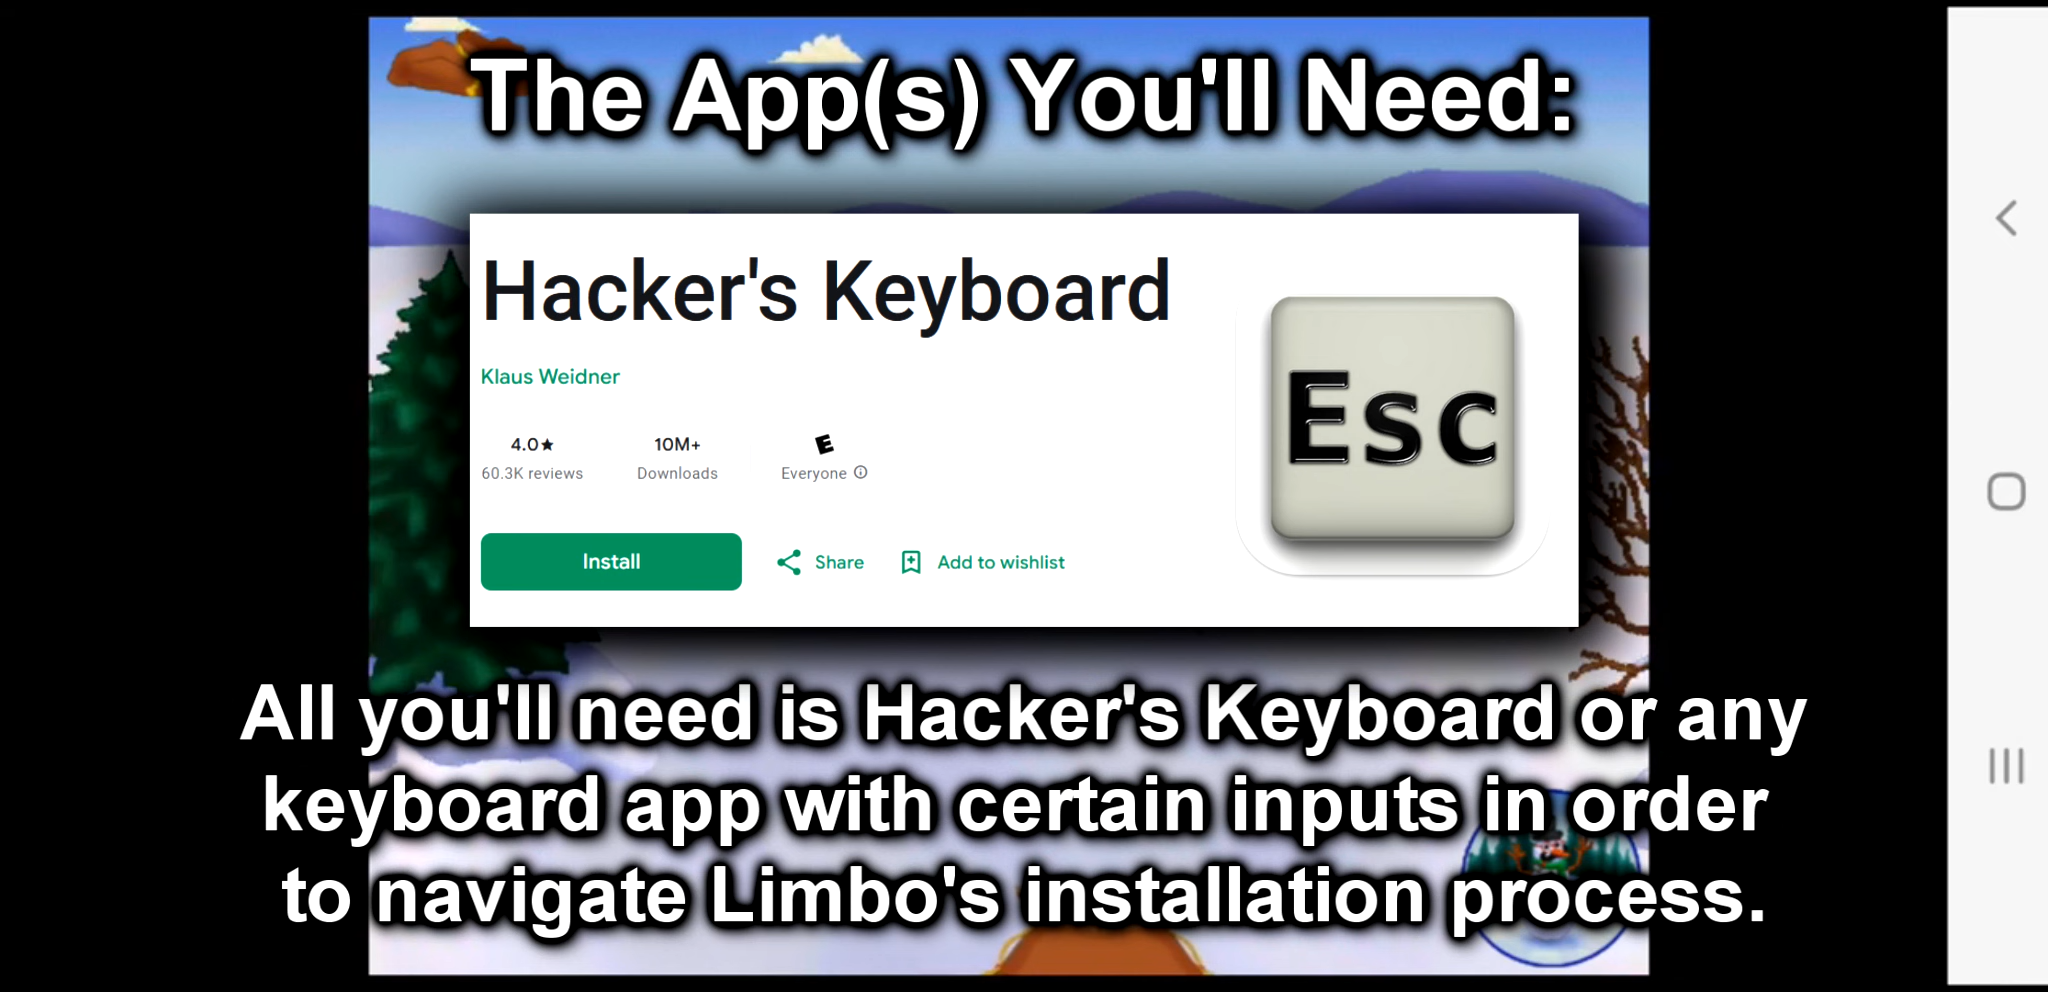 The App(s) You'll Need:
Hacker's Keyboard
Klaus Weidner
4.0★ 10M+ E
60.3K reviews Downloads Everyone
Install Share Add to wishlist
Esc
All you'll need is Hacker's Keyboard or any
keyboard app with certain inputs in order
to navigate Limbo's installation process.